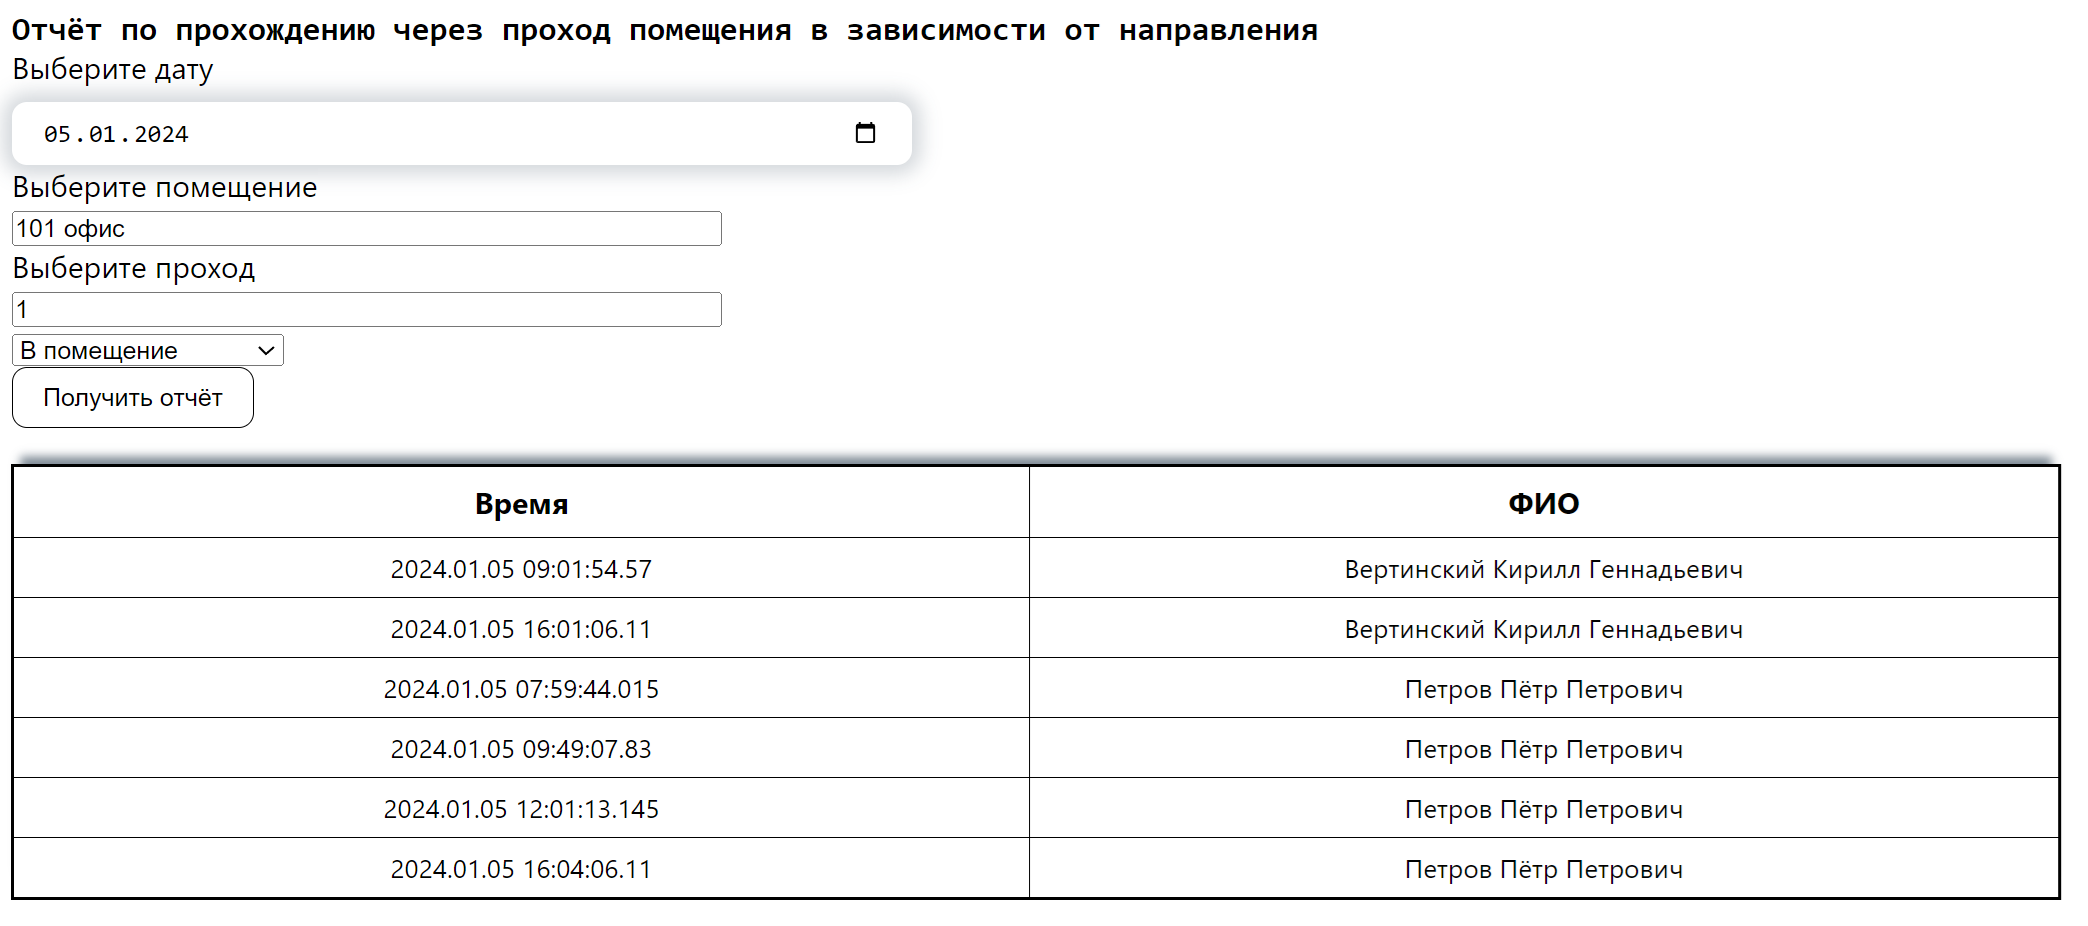 Отчёт по прохождению через проход помещения в зависимости от направления
Выберите дату
05.01.2024
Выберите помещение
101 офис
Выберите проход
1
В помещение
Получить отчёт
Время ФИО
2024.01.05 09:01:54.57 Вертинский Кирилл Геннадьевич
2024.01.05 16:01:06.11 Вертинский Кирилл Геннадьевич
2024.01.05 07:59:44.015 Петров Пётр Петрович
2024.01.05 09:49:07.83 Петров Пётр Петрович
2024.01.05 12:01:13.145 Петров Пётр Петрович
2024.01.05 16:04:06.11 Петров Пётр Петрович